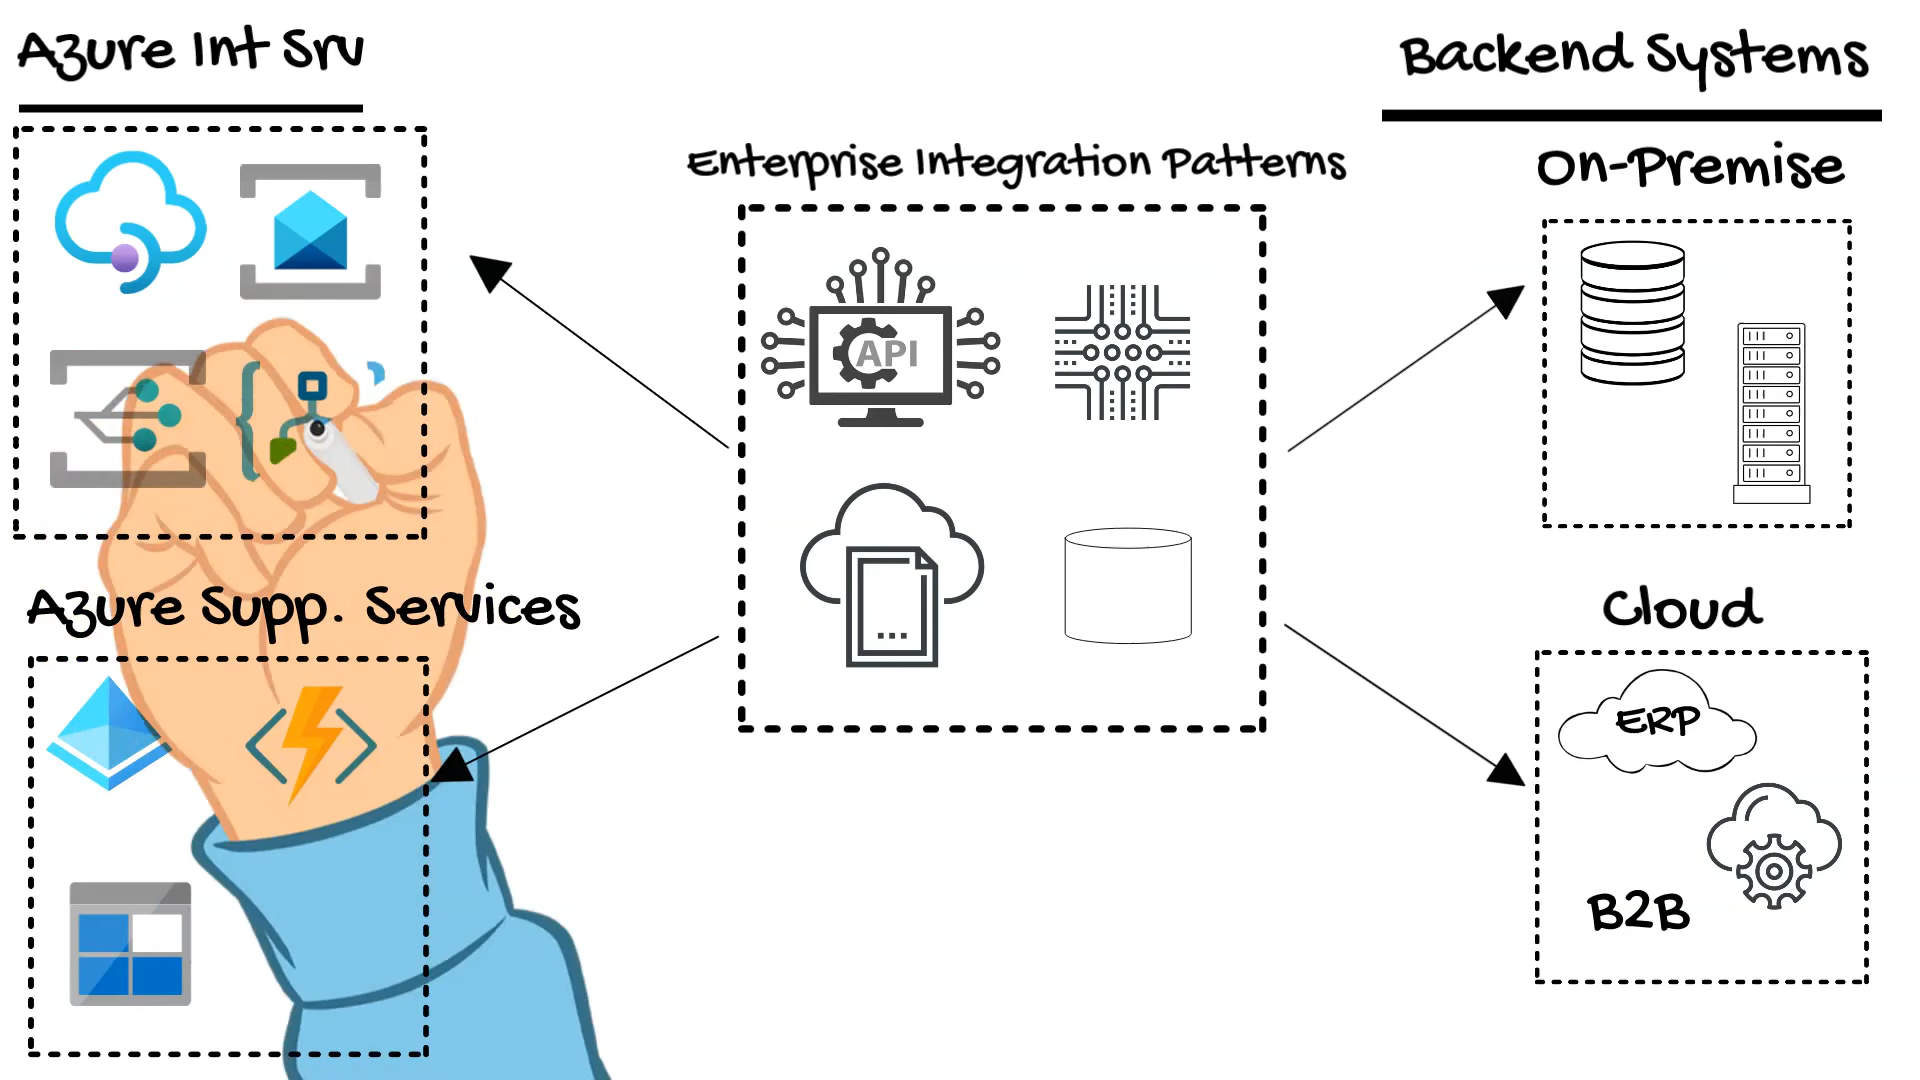 Azure Int Srv
Backend Systems
Enterprise Integration Patterns
On-Premise
API
Azure Supp. Services
Cloud
ERP
B2B